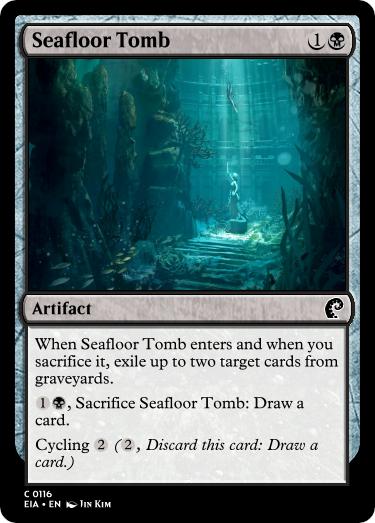 Seafloor Tomb 1
Artifact
When Seafloor Tomb enters and when you
sacrifice it, exile up to two target cards from
graveyards.
1 , Sacrifice Seafloor Tomb: Draw a
card.
Cycling 2 (2, Discard this card: Draw a
card.)
C 0116
EIA • EN Jin Kim